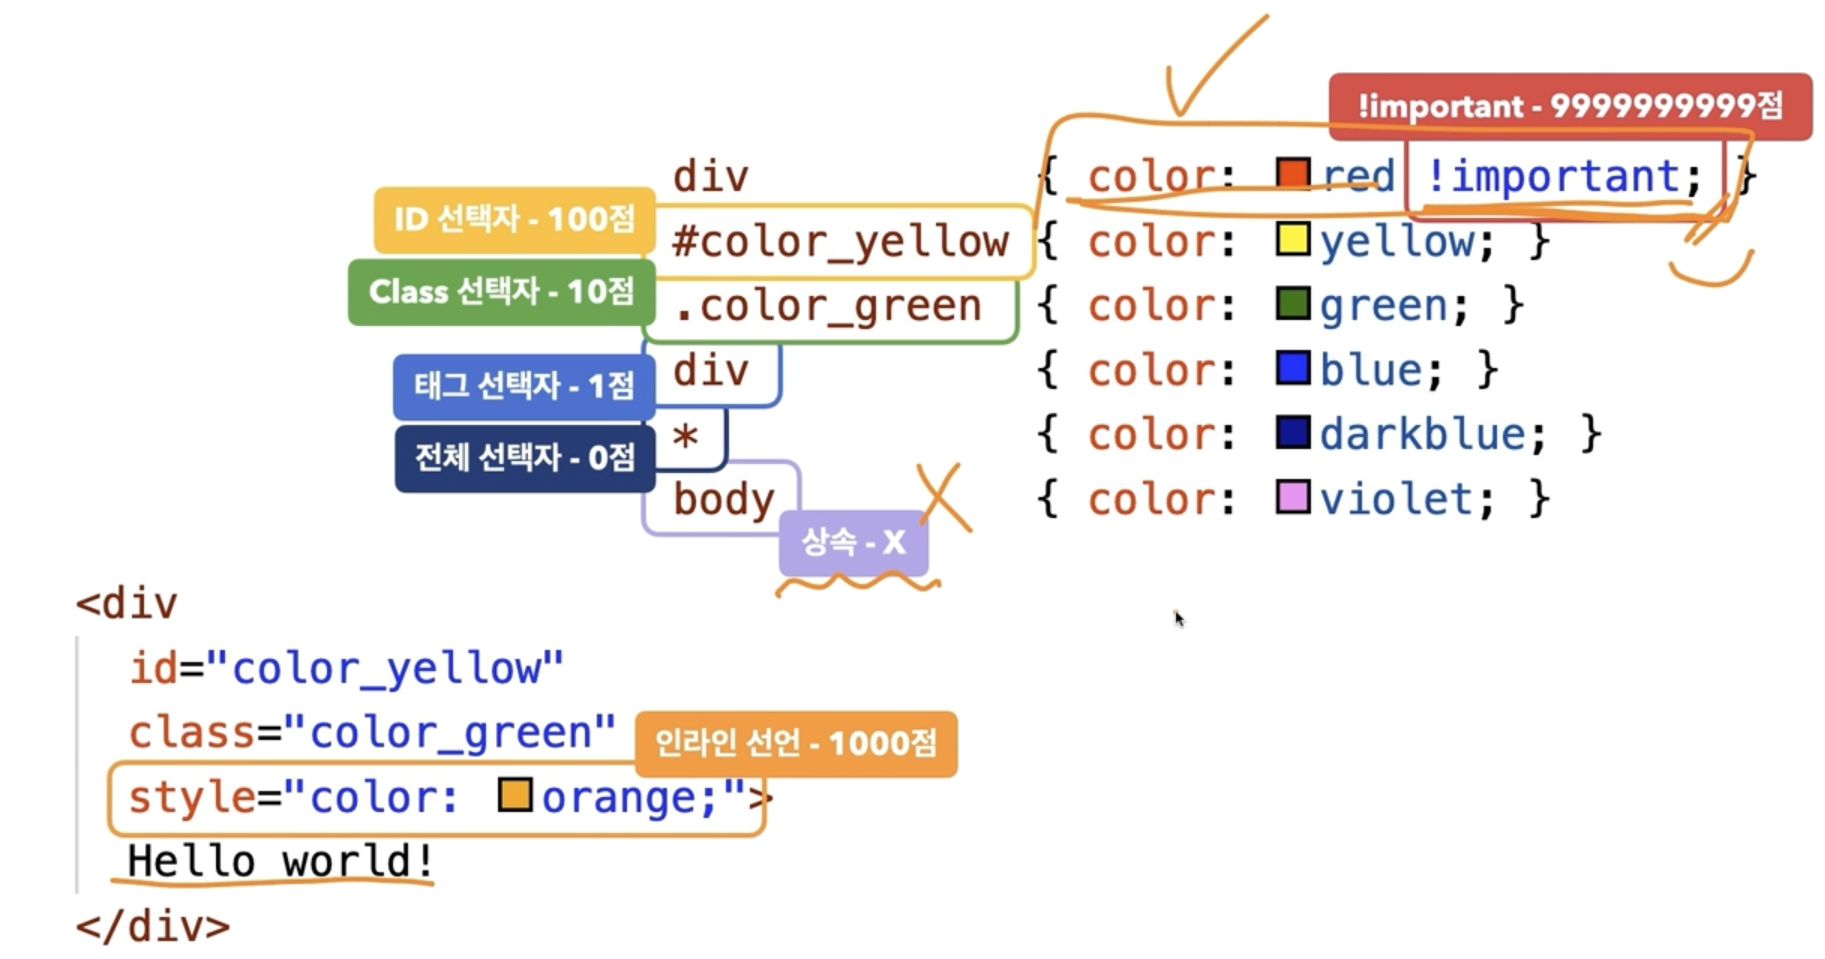 !important - 9999999999점
div { color: red !important; }
ID 선택자 - 100점 #color_yellow { color: yellow; }
Class 선택자 - 10점 .color_green { color: green; }
태그 선택자 - 1점 div { color: blue; }
전체 선택자 - 0점 * { color: darkblue; }
body { color: violet; }
상속 - X
<div
id="color_yellow"
class="color_green"
인라인 선언 - 1000점
style="color: orange;">
Hello world!
</div>